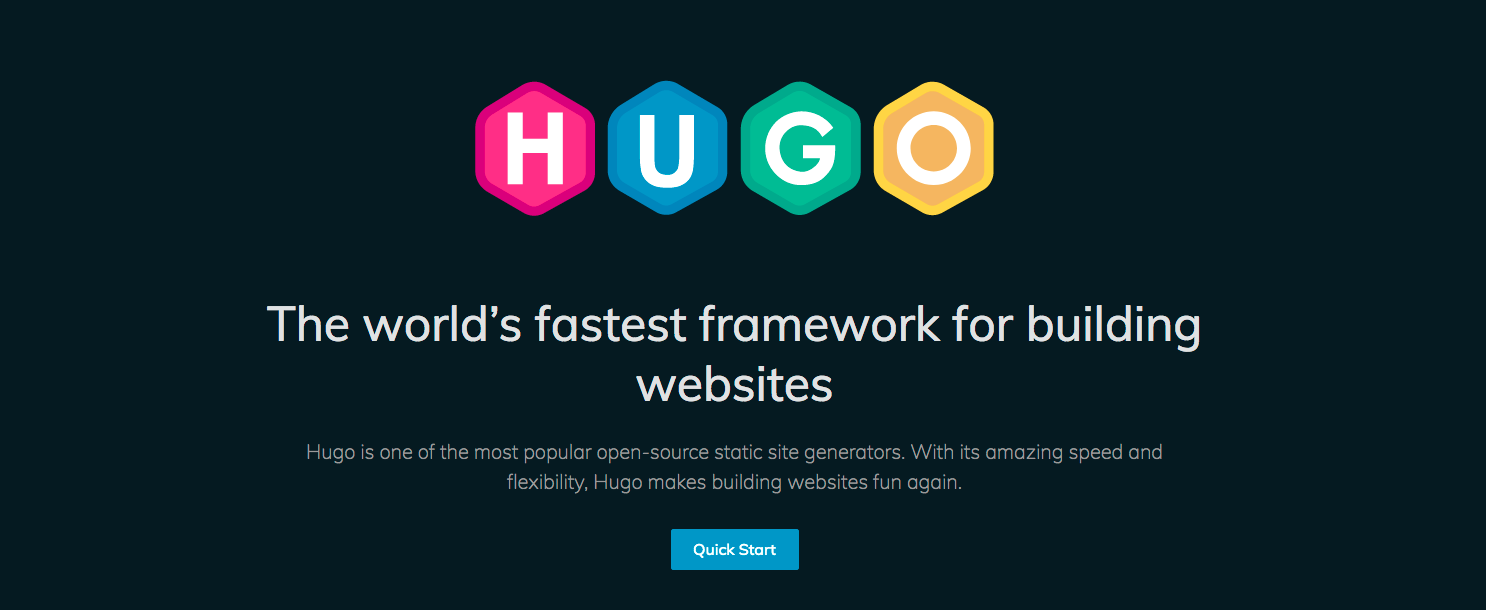 HUGO
The world’s fastest framework for building
websites
Hugo is one of the most popular open-source static site generators. With its amazing speed and
flexibility, Hugo makes building websites fun again.
Quick Start